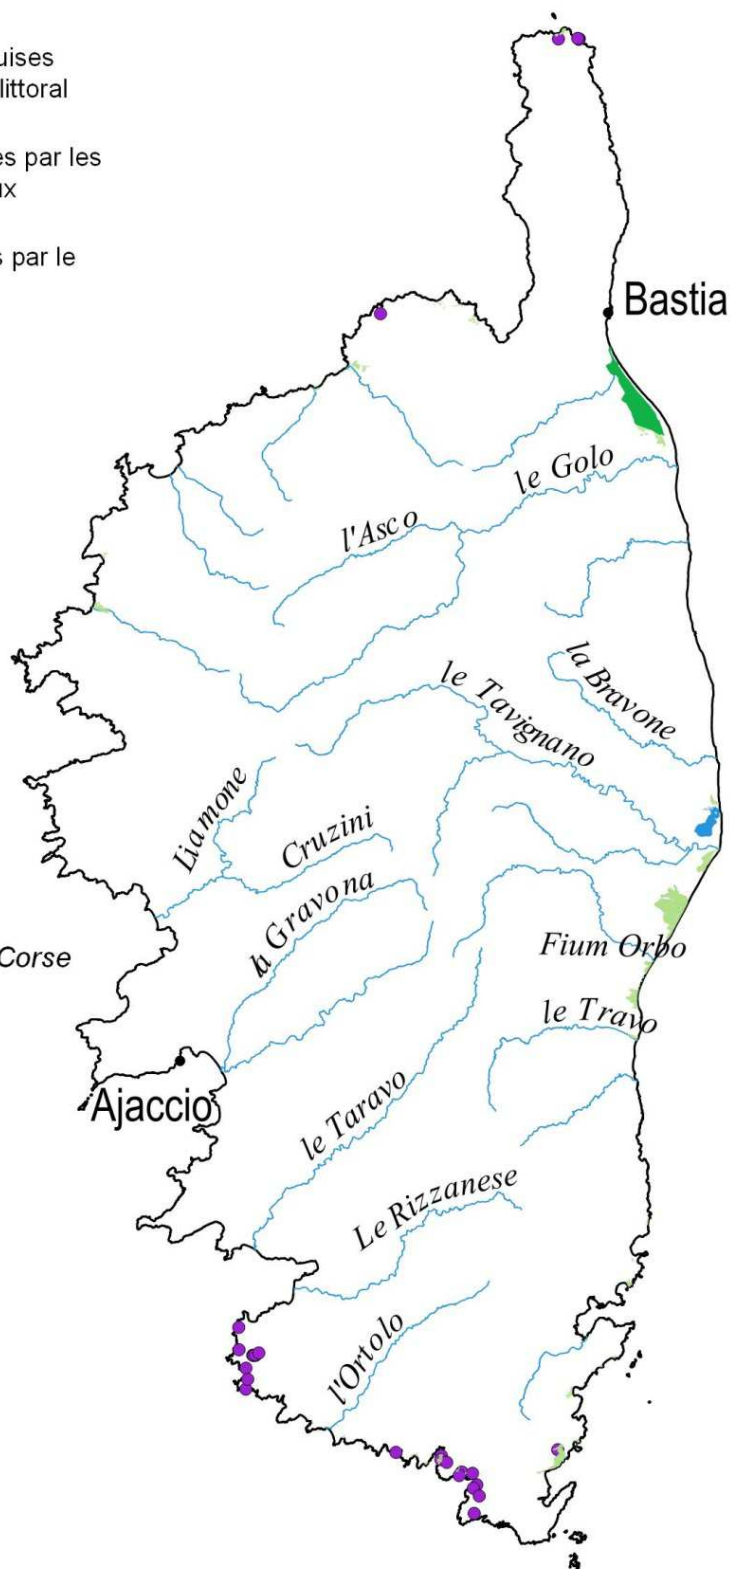 uises
littoral
es par les
ux
s par le
Bastia
le Golo
l'Asco
la Bravone
le Tavignano
Liamone
Cruzini
la Gravona
Corse
Fium Orbo
le Travo
Ajaccio
le Taravo
Le Rizzanese
l'Ortolo